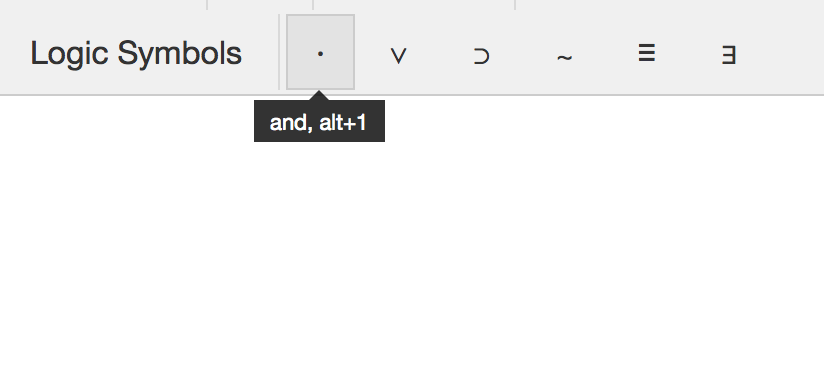 Logic Symbols · ∨ ⊃ ~ ≡ ∃
and, alt+1